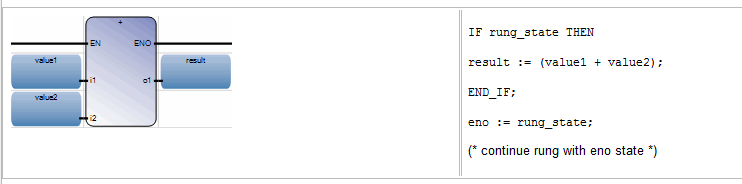 +
EN ENO
value1 result
i1 o1
value2
i2
IF rung_state THEN
result := (value1 + value2);
END_IF;
eno := rung_state;
(* continue rung with eno state *)